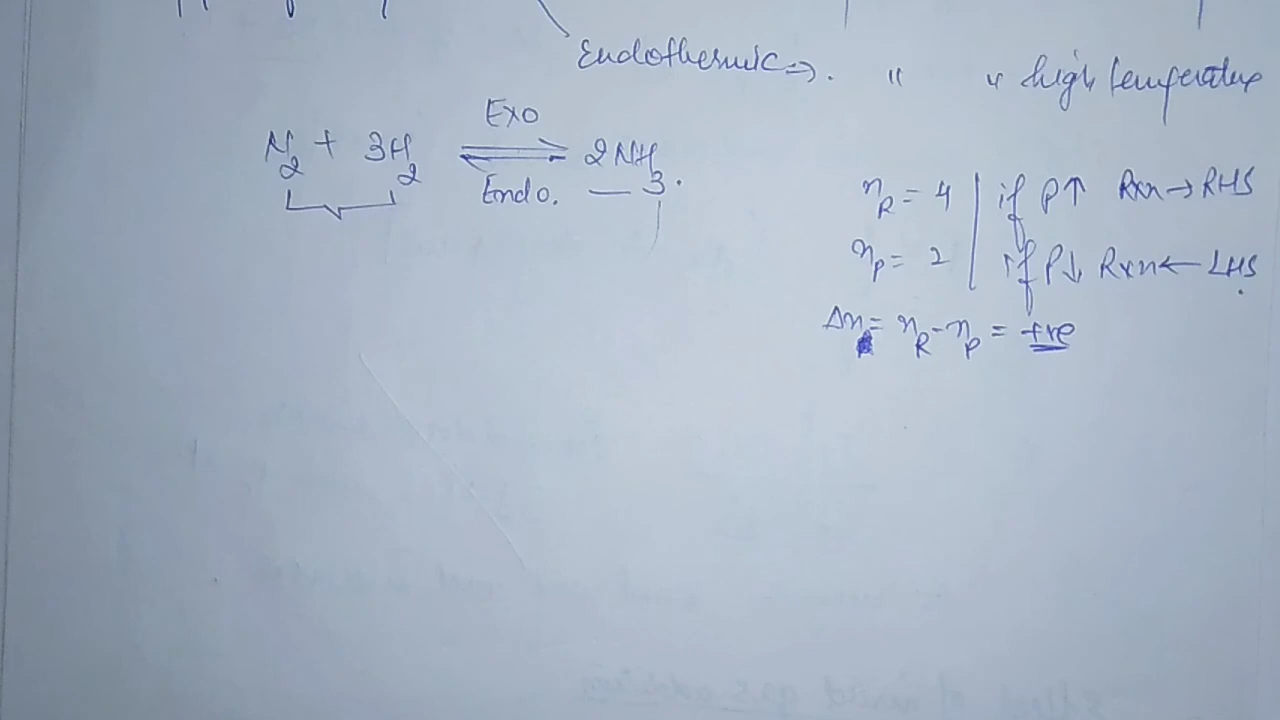 Endothermic ⇒. " " high temperature
Exo
N2 + 3H2 ⇌ 2NH3.
Endo.
nR = 4 | if P↑ Rxn → RHS
nP = 2 | if P↓ Rxn ← LHS
Δn = nR - nP = +ve